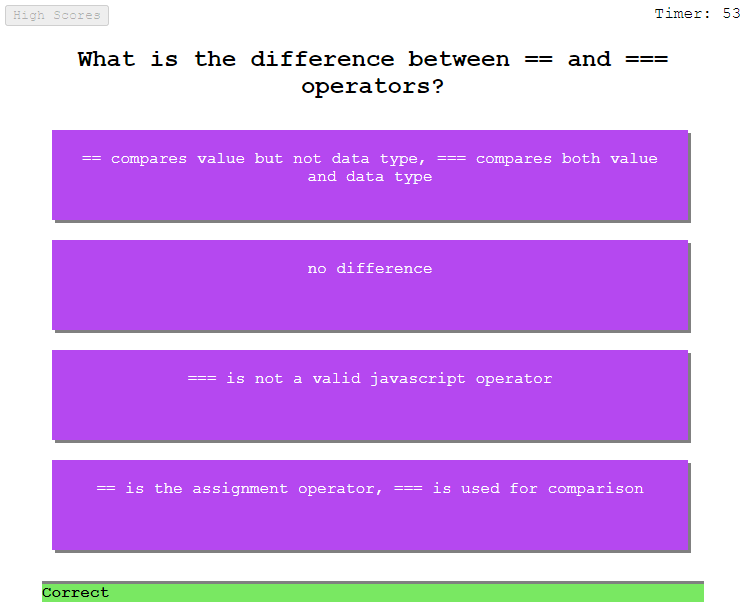 High Scores
Timer: 53
What is the difference between == and ===
operators?
== compares value but not data type, === compares both value
and data type
no difference
=== is not a valid javascript operator
== is the assignment operator, === is used for comparison
Correct